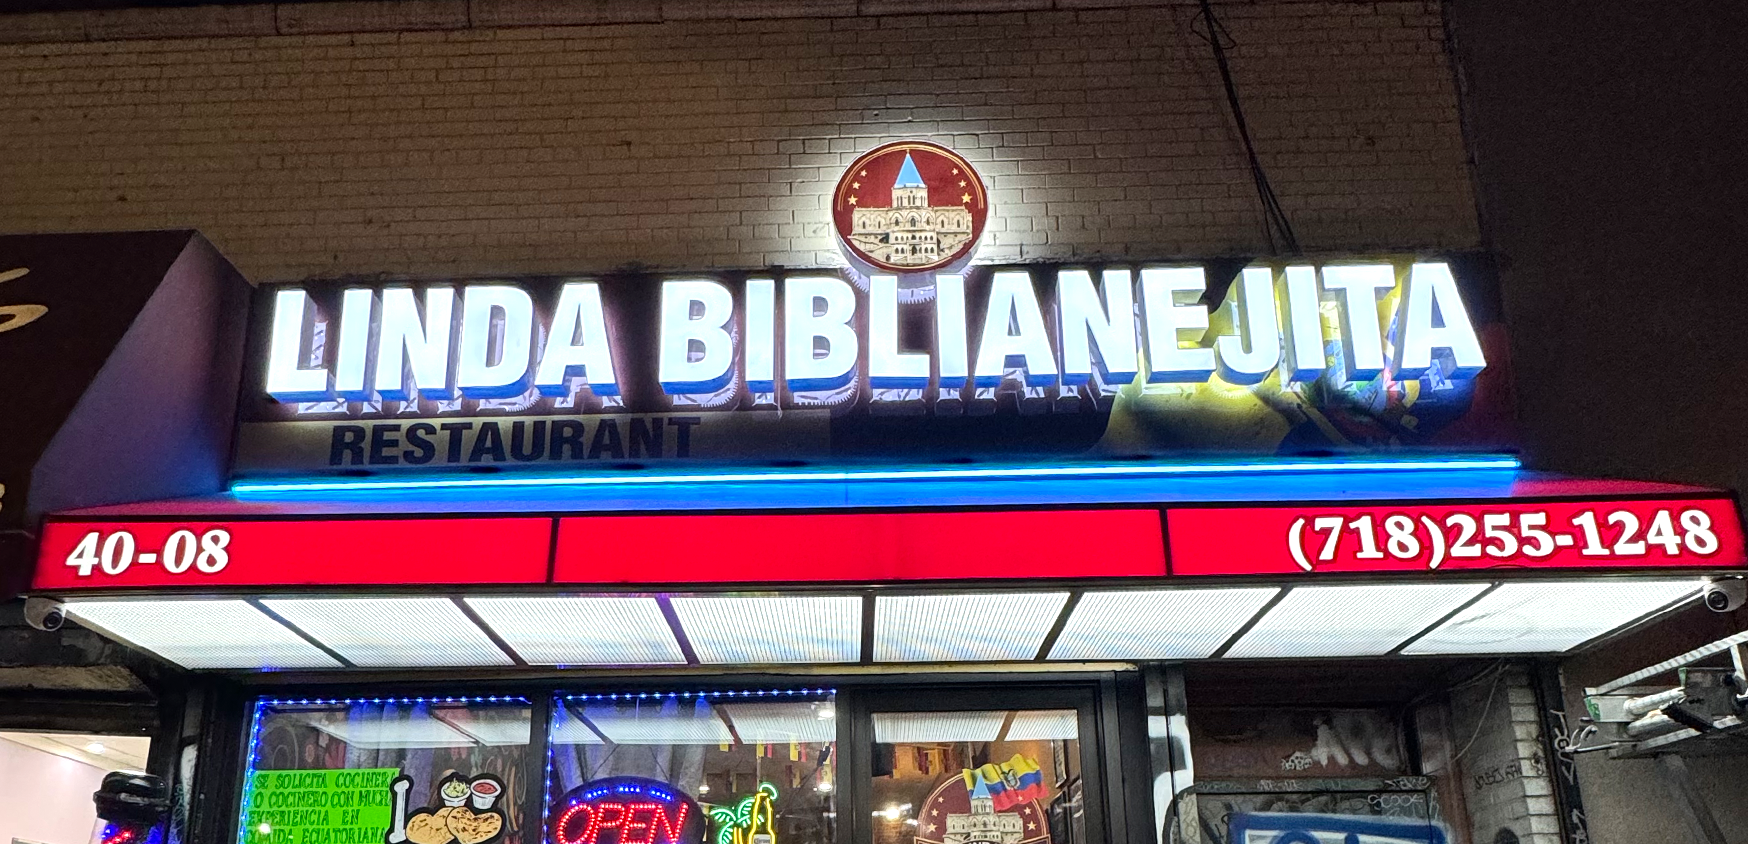 LINDA BIBLIANEJITA
RESTAURANT
40-08
(718)255-1248
SE SOLICITA COCINERA
O COCINERO CON MUCHA
EXPERIENCIA EN
COMIDA ECUATORIANA
OPEN